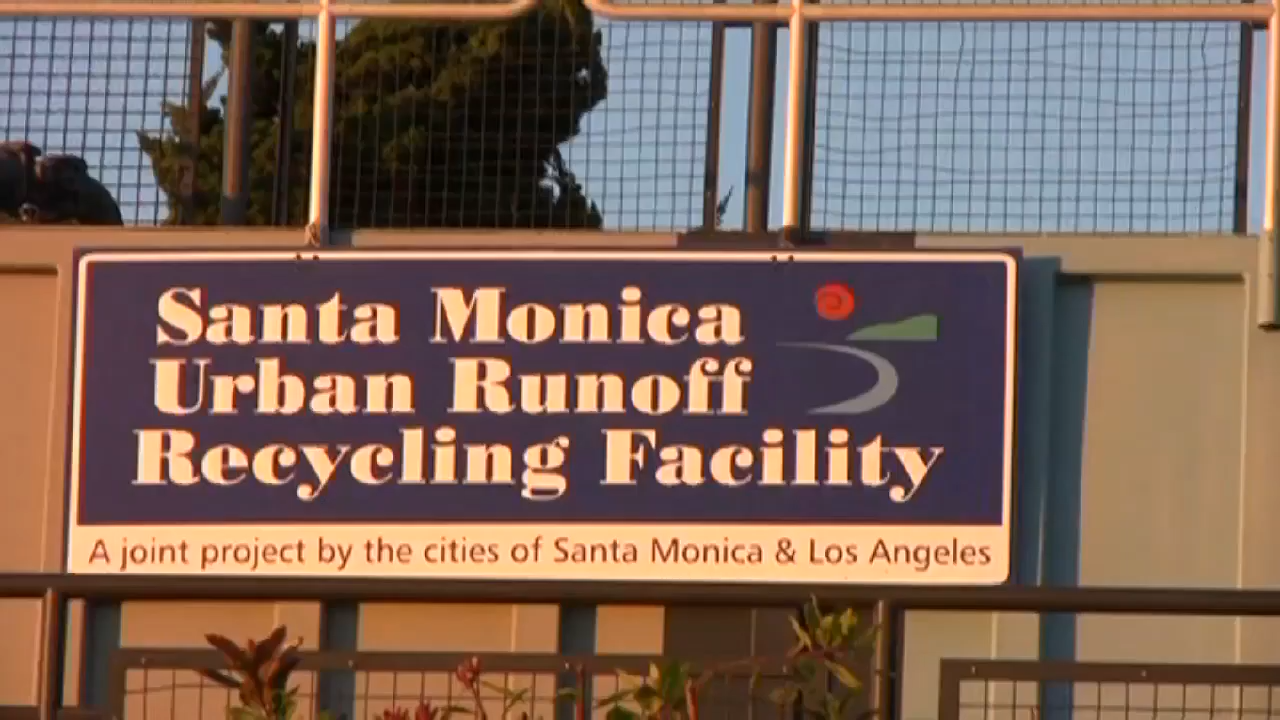 Santa Monica
Urban Runoff
Recycling Facility
A joint project by the cities of Santa Monica & Los Angeles